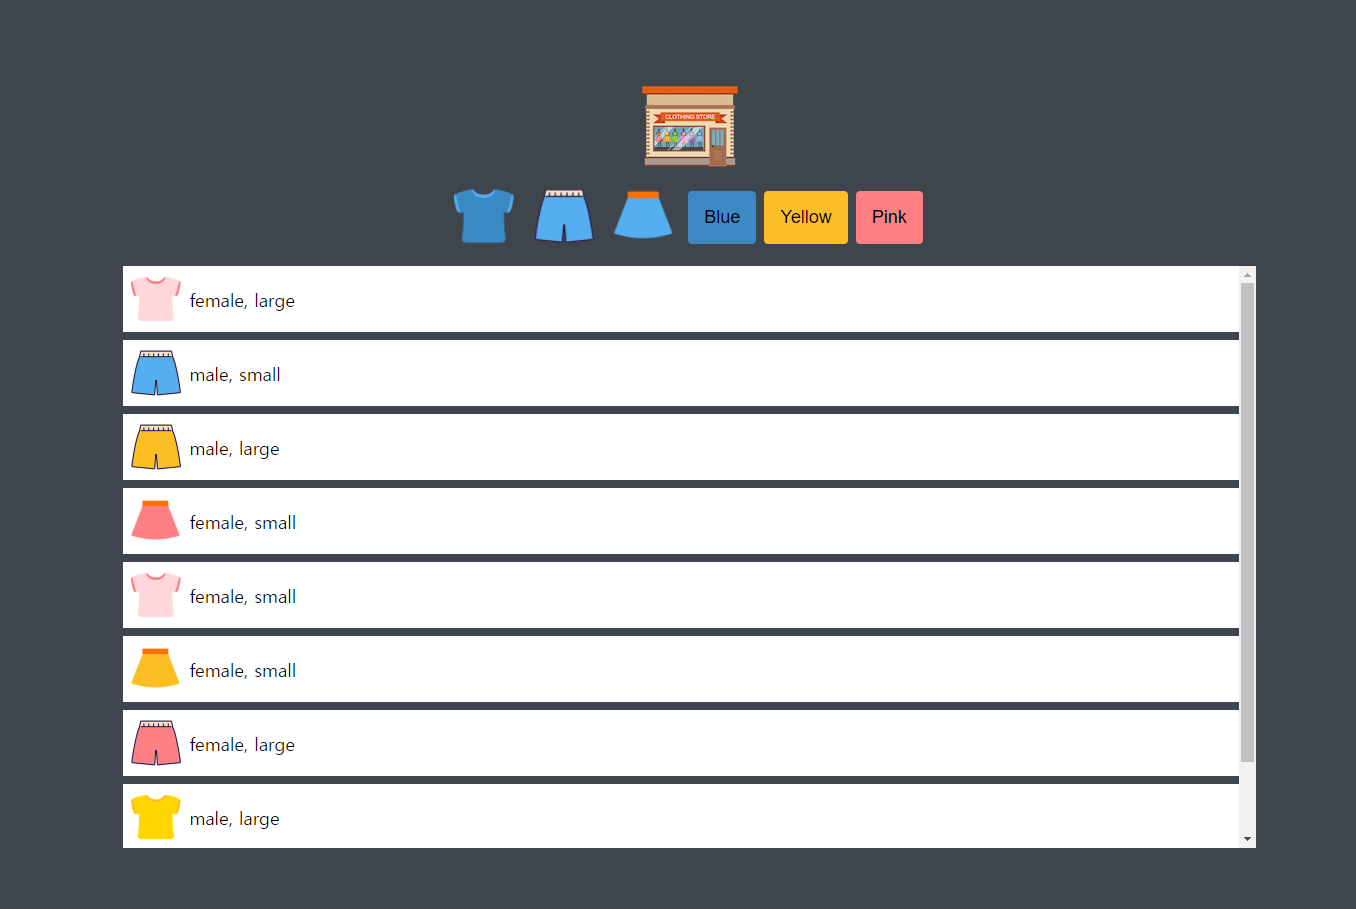 CLOTHING STORE
Blue
Yellow
Pink
female, large
male, small
male, large
female, small
female, small
female, small
female, large
male, large